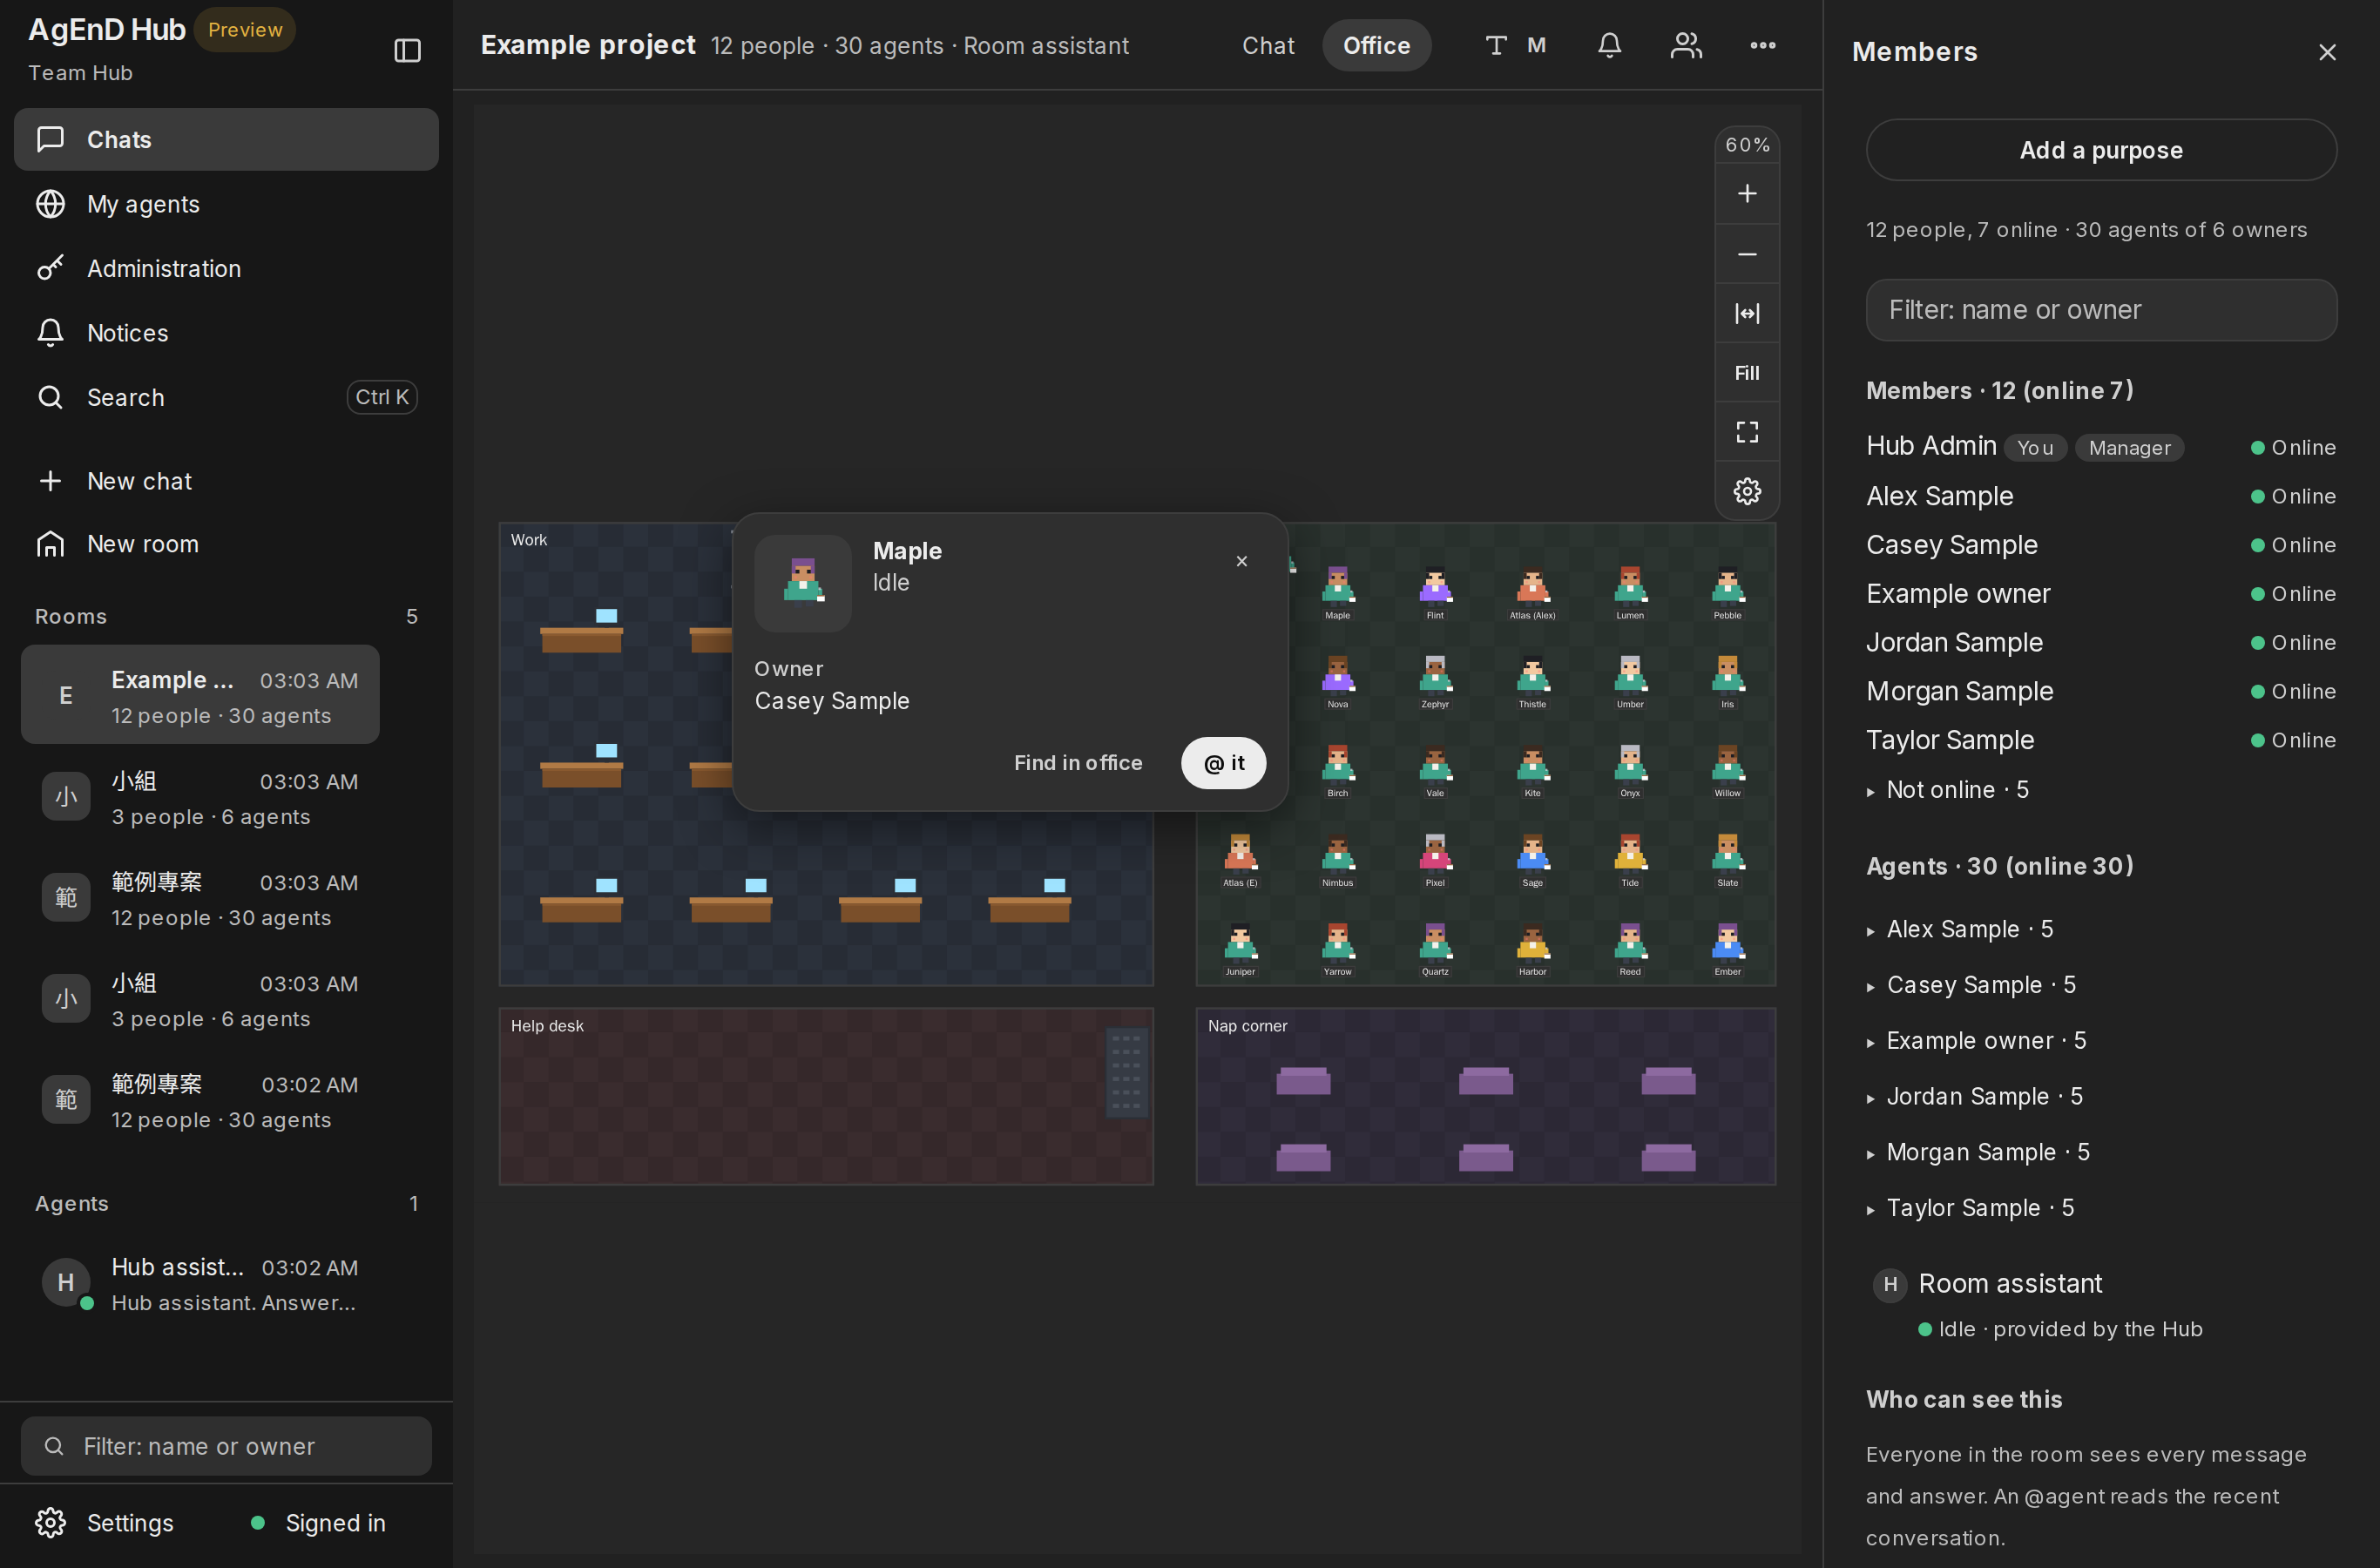 AgEnD Hub Preview
Team Hub
Chats
My agents
Administration
Notices
Search Ctrl K
New chat
New room
Rooms 5
E Example ... 03:03 AM
12 people · 30 agents
小 小組 03:03 AM
3 people · 6 agents
範 範例專案 03:03 AM
12 people · 30 agents
小 小組 03:03 AM
3 people · 6 agents
範 範例專案 03:02 AM
12 people · 30 agents
Agents 1
H Hub assist... 03:02 AM
Hub assistant. Answer...
Filter: name or owner
Settings Signed in
Example project 12 people · 30 agents · Room assistant Chat Office T M
60%
Fill
Work
Maple
Idle
Owner
Casey Sample
Find in office @ it
Maple Flint Atlas (Alex) Lumen Pebble
Nova Zephyr Thistle Umber Iris
Birch Vale Kite Onyx Willow
Atlas (E) Nimbus Pixel Sage Tide Slate
Juniper Yarrow Quartz Harbor Reed Ember
Help desk
Nap corner
Members
Add a purpose
12 people, 7 online · 30 agents of 6 owners
Filter: name or owner
Members · 12 (online 7)
Hub Admin You Manager Online
Alex Sample Online
Casey Sample Online
Example owner Online
Jordan Sample Online
Morgan Sample Online
Taylor Sample Online
Not online · 5
Agents · 30 (online 30)
Alex Sample · 5
Casey Sample · 5
Example owner · 5
Jordan Sample · 5
Morgan Sample · 5
Taylor Sample · 5
H Room assistant
Idle · provided by the Hub
Who can see this
Everyone in the room sees every message
and answer. An @agent reads the recent
conversation.